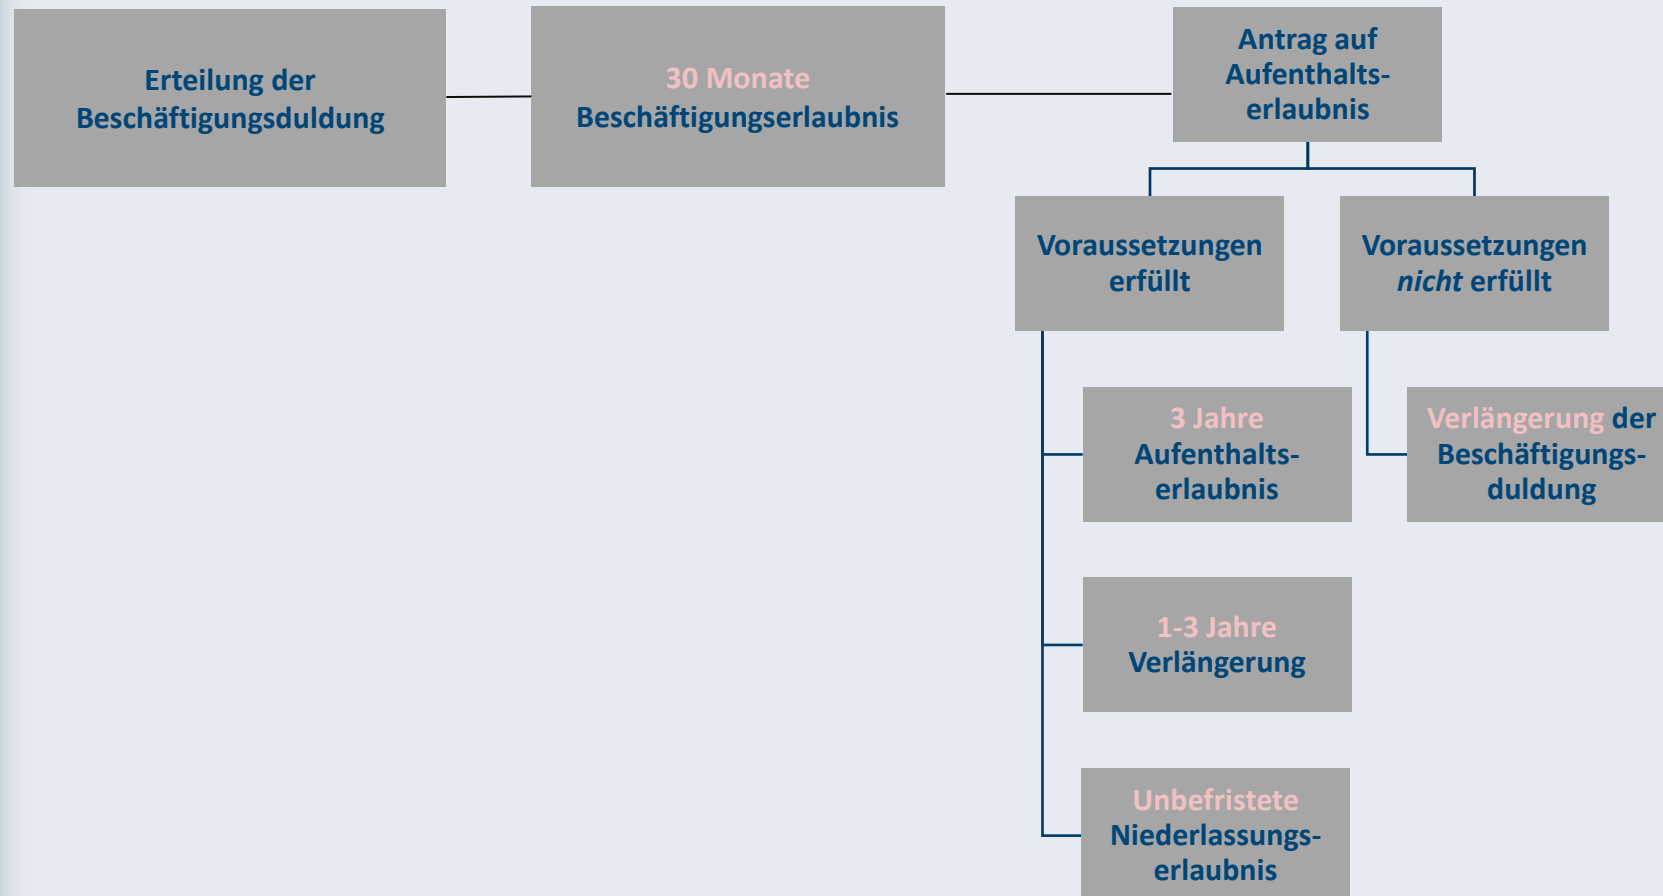 Erteilung der
Beschäftigungsduldung
30 Monate
Beschäftigungserlaubnis
Antrag auf
Aufenthalts-
erlaubnis
Voraussetzungen
erfüllt
Voraussetzungen
nicht erfüllt
3 Jahre
Aufenthalts-
erlaubnis
Verlängerung der
Beschäftigungs-
duldung
1-3 Jahre
Verlängerung
Unbefristete
Niederlassungs-
erlaubnis